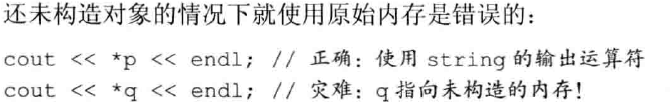 还未构造对象的情况下就使用原始内存是错误的：
cout << *p << endl; // 正确：使用 string 的输出运算符
cout << *q << endl; // 灾难：q 指向未构造的内存！